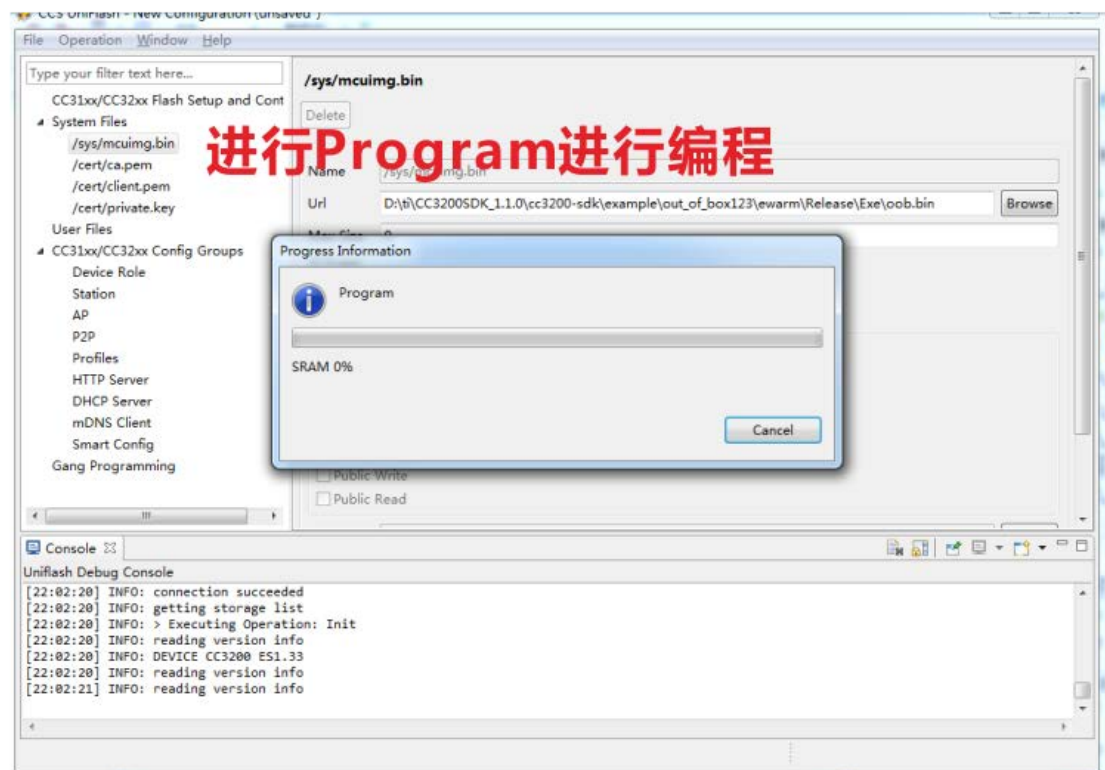 CCS UniFlash - New Configuration (unsaved*)
File Operation Window Help
Type your filter text here...
CC31xx/CC32xx Flash Setup and Cont
System Files
/sys/mcuimg.bin
/cert/ca.pem
/cert/client.pem
/cert/private.key
User Files
CC31xx/CC32xx Config Groups
Device Role
Station
AP
P2P
Profiles
HTTP Server
DHCP Server
mDNS Client
Smart Config
Gang Programming
/sys/mcuimg.bin
Delete
进行Program进行编程
Name /sys/mcuimg.bin
Url D:\ti\CC3200SDK_1.1.0\cc3200-sdk\example\out_of_box123\ewarm\Release\Exe\oob.bin Browse
Max Size 0
Progress Information
Program
SRAM 0%
Cancel
Public Write
Public Read
Console
Uniflash Debug Console
[22:02:20] INFO: connection succeeded
[22:02:20] INFO: getting storage list
[22:02:20] INFO: > Executing Operation: Init
[22:02:20] INFO: reading version info
[22:02:20] INFO: DEVICE CC3200 ES1.33
[22:02:20] INFO: reading version info
[22:02:21] INFO: reading version info